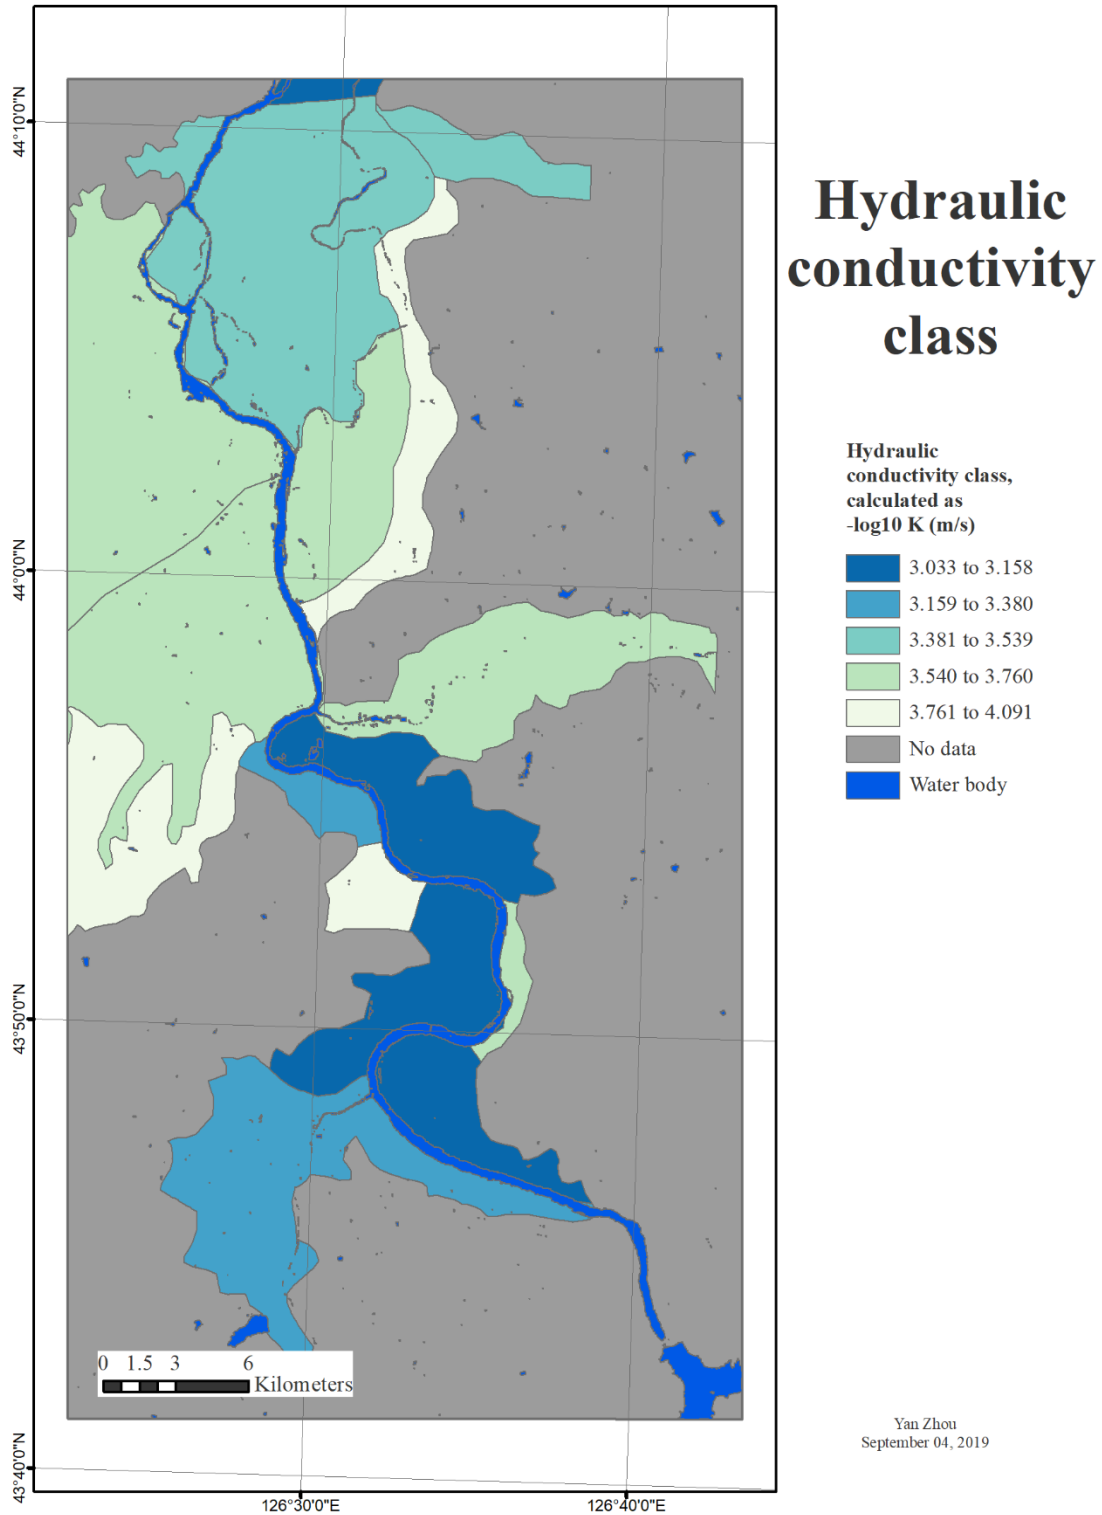 Hydraulic
conductivity
class
Hydraulic
conductivity class,
calculated as
-log10 K (m/s)
3.033 to 3.158
3.159 to 3.380
3.381 to 3.539
3.540 to 3.760
3.761 to 4.091
No data
Water body
44°10'0"N
44°0'0"N
43°50'0"N
43°40'0"N
0 1.5 3 6
Kilometers
126°30'0"E 126°40'0"E
Yan Zhou
September 04, 2019